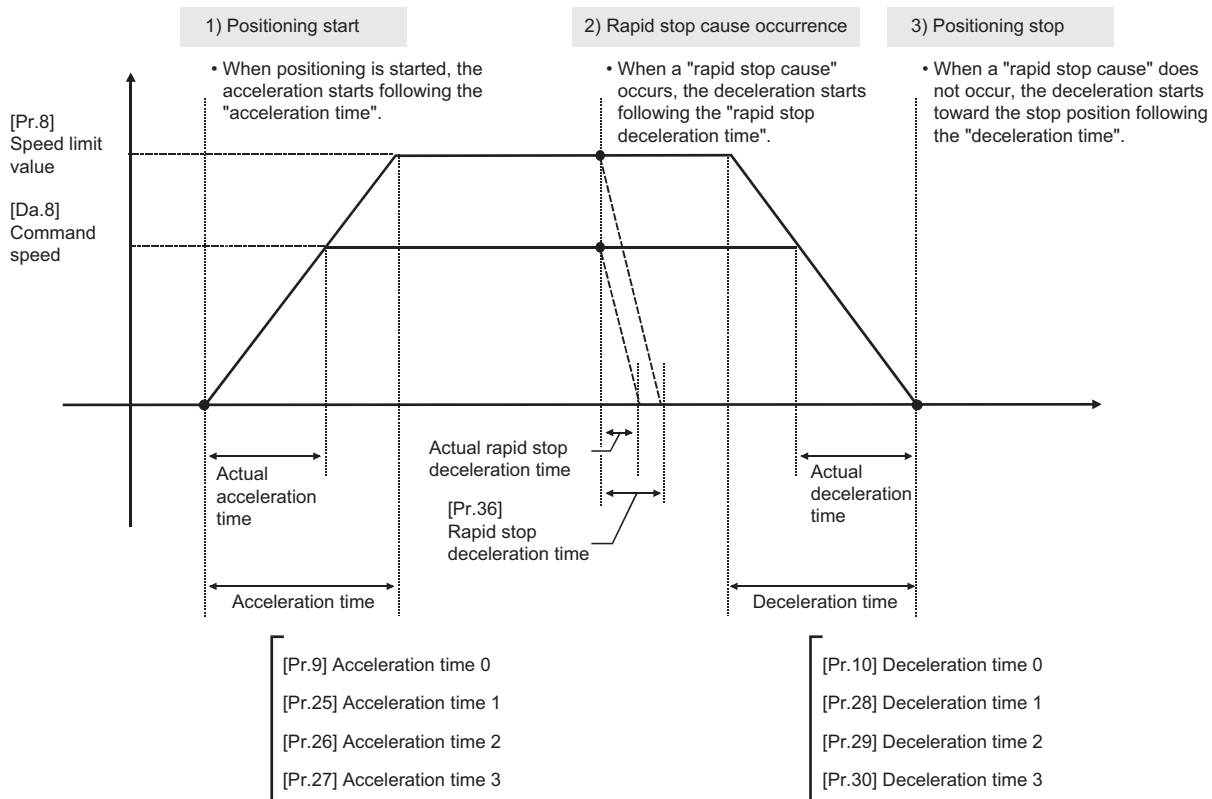 1) Positioning start
2) Rapid stop cause occurrence
3) Positioning stop
• When positioning is started, the
acceleration starts following the
"acceleration time".
• When a "rapid stop cause"
occurs, the deceleration starts
following the "rapid stop
deceleration time".
• When a "rapid stop cause" does
not occur, the deceleration starts
toward the stop position following
the "deceleration time".
[Pr.8]
Speed limit
value
[Da.8]
Command
speed
Actual
acceleration
time
Actual rapid stop
deceleration time
[Pr.36]
Rapid stop
deceleration time
Actual
deceleration
time
Acceleration time
Deceleration time
[Pr.9] Acceleration time 0
[Pr.25] Acceleration time 1
[Pr.26] Acceleration time 2
[Pr.27] Acceleration time 3
[Pr.10] Deceleration time 0
[Pr.28] Deceleration time 1
[Pr.29] Deceleration time 2
[Pr.30] Deceleration time 3